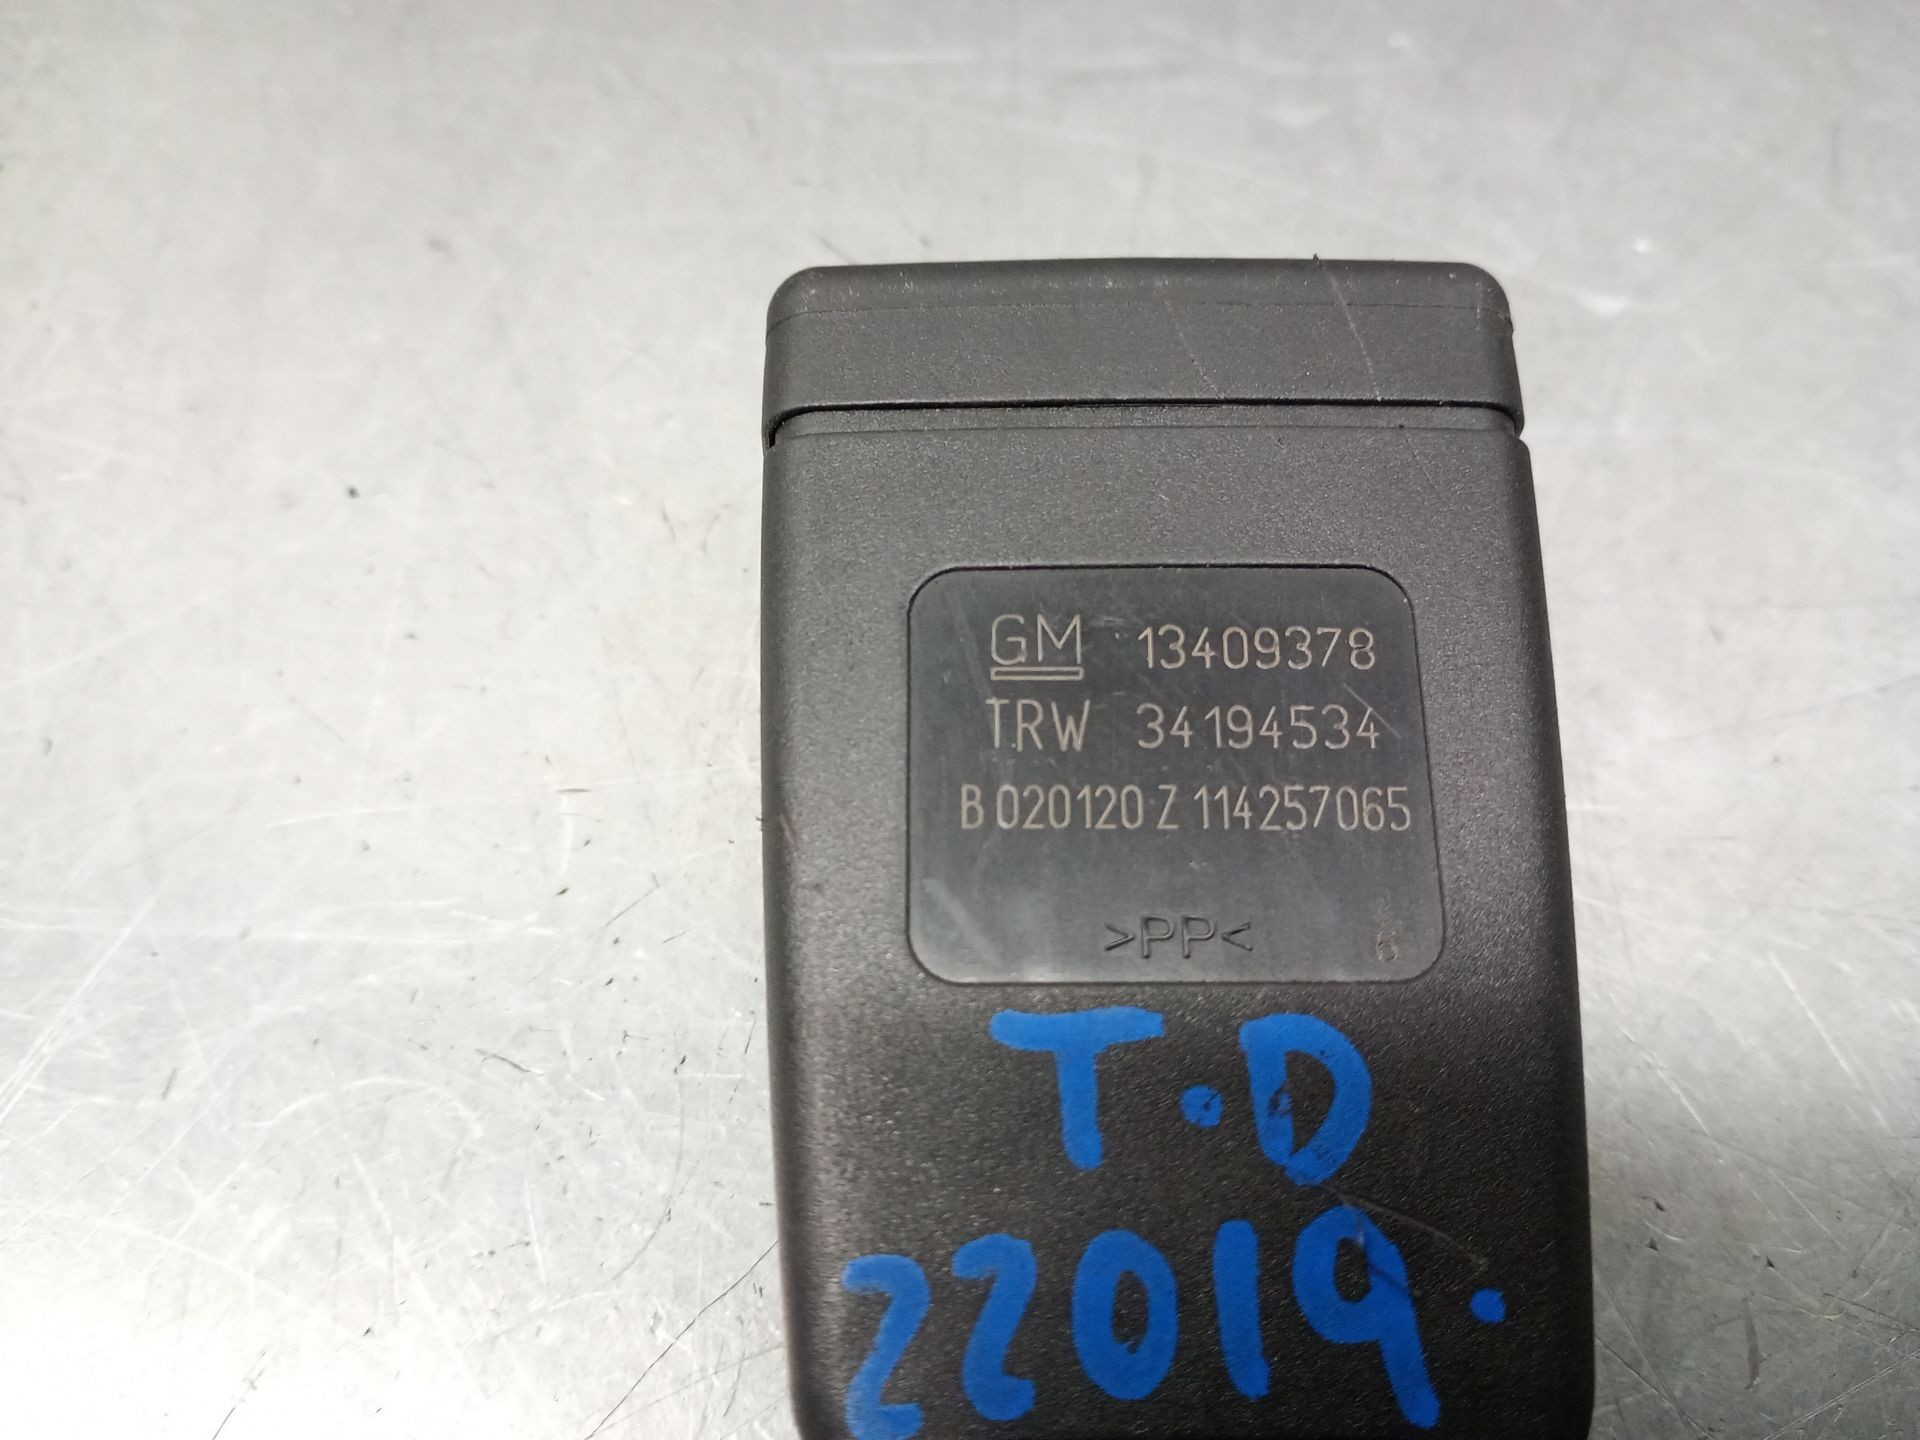 GM 13409378
TRW 34194534
B 020120 Z 114257065
>PP<
T.D
22019.